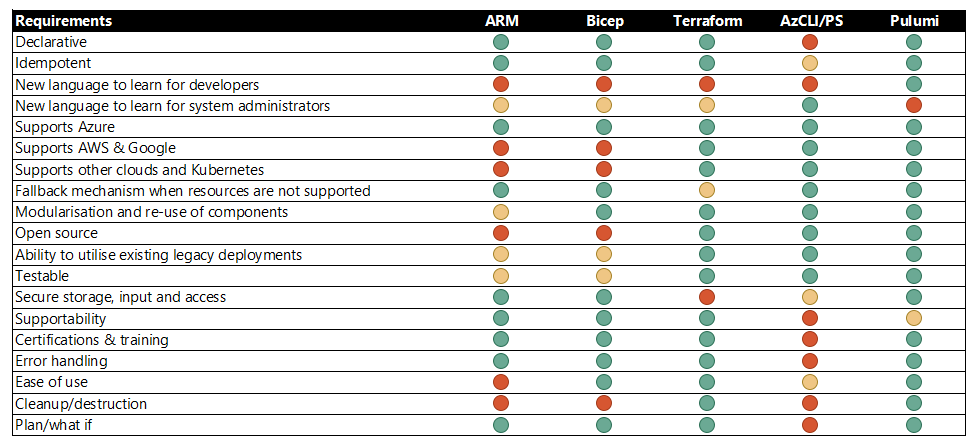 Requirements ARM Bicep Terraform AzCLI/PS Pulumi
Declarative
Idempotent
New language to learn for developers
New language to learn for system administrators
Supports Azure
Supports AWS & Google
Supports other clouds and Kubernetes
Fallback mechanism when resources are not supported
Modularisation and re-use of components
Open source
Ability to utilise existing legacy deployments
Testable
Secure storage, input and access
Supportability
Certifications & training
Error handling
Ease of use
Cleanup/destruction
Plan/what if